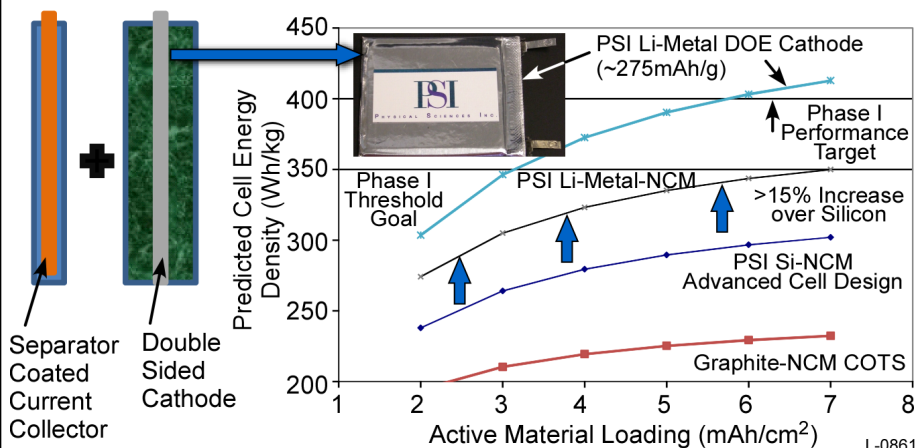 Separator
Coated
Current
Collector
Double
Sided
Cathode
Predicted Cell Energy
Density (Wh/kg)
450
400
350
300
250
200
1
2
3
4
5
6
7
8
Active Material Loading (mAh/cm²)
PSI
PHYSICAL SCIENCES INC.
PSI Li-Metal DOE Cathode
(~275mAh/g)
Phase I
Performance
Target
Phase I
Threshold
Goal
PSI Li-Metal-NCM
>15% Increase
over Silicon
PSI Si-NCM
Advanced Cell Design
Graphite-NCM COTS
L-0861